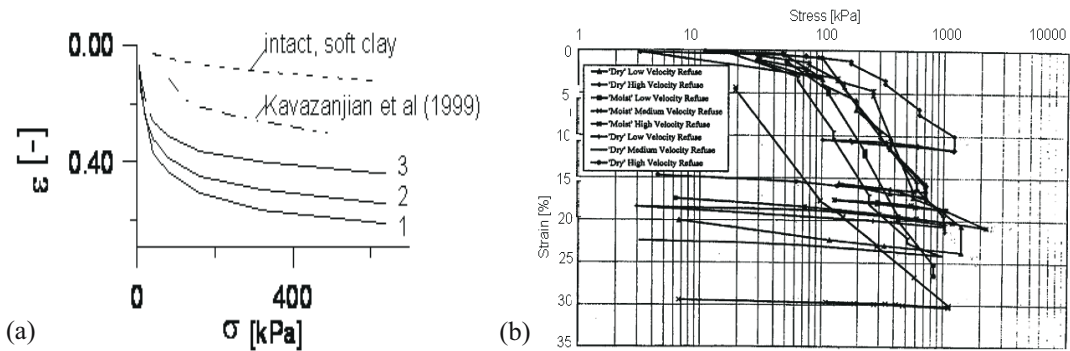 0.00
0.40
ε [-]
0
400
σ [kPa]
intact, soft clay
Kavazanjian et al (1999)
3
2
1
(a)
Stress [kPa]
1
10
100
1000
10000
0
5
10
15
20
25
30
35
Strain [%]
'Dry' Low Velocity Refuse
'Dry' High Velocity Refuse
'Moist' Low Velocity Refuse
'Moist' Medium Velocity Refuse
'Moist' High Velocity Refuse
'Dry' Low Velocity Refuse
'Dry' Medium Velocity Refuse
'Dry' High Velocity Refuse
(b)